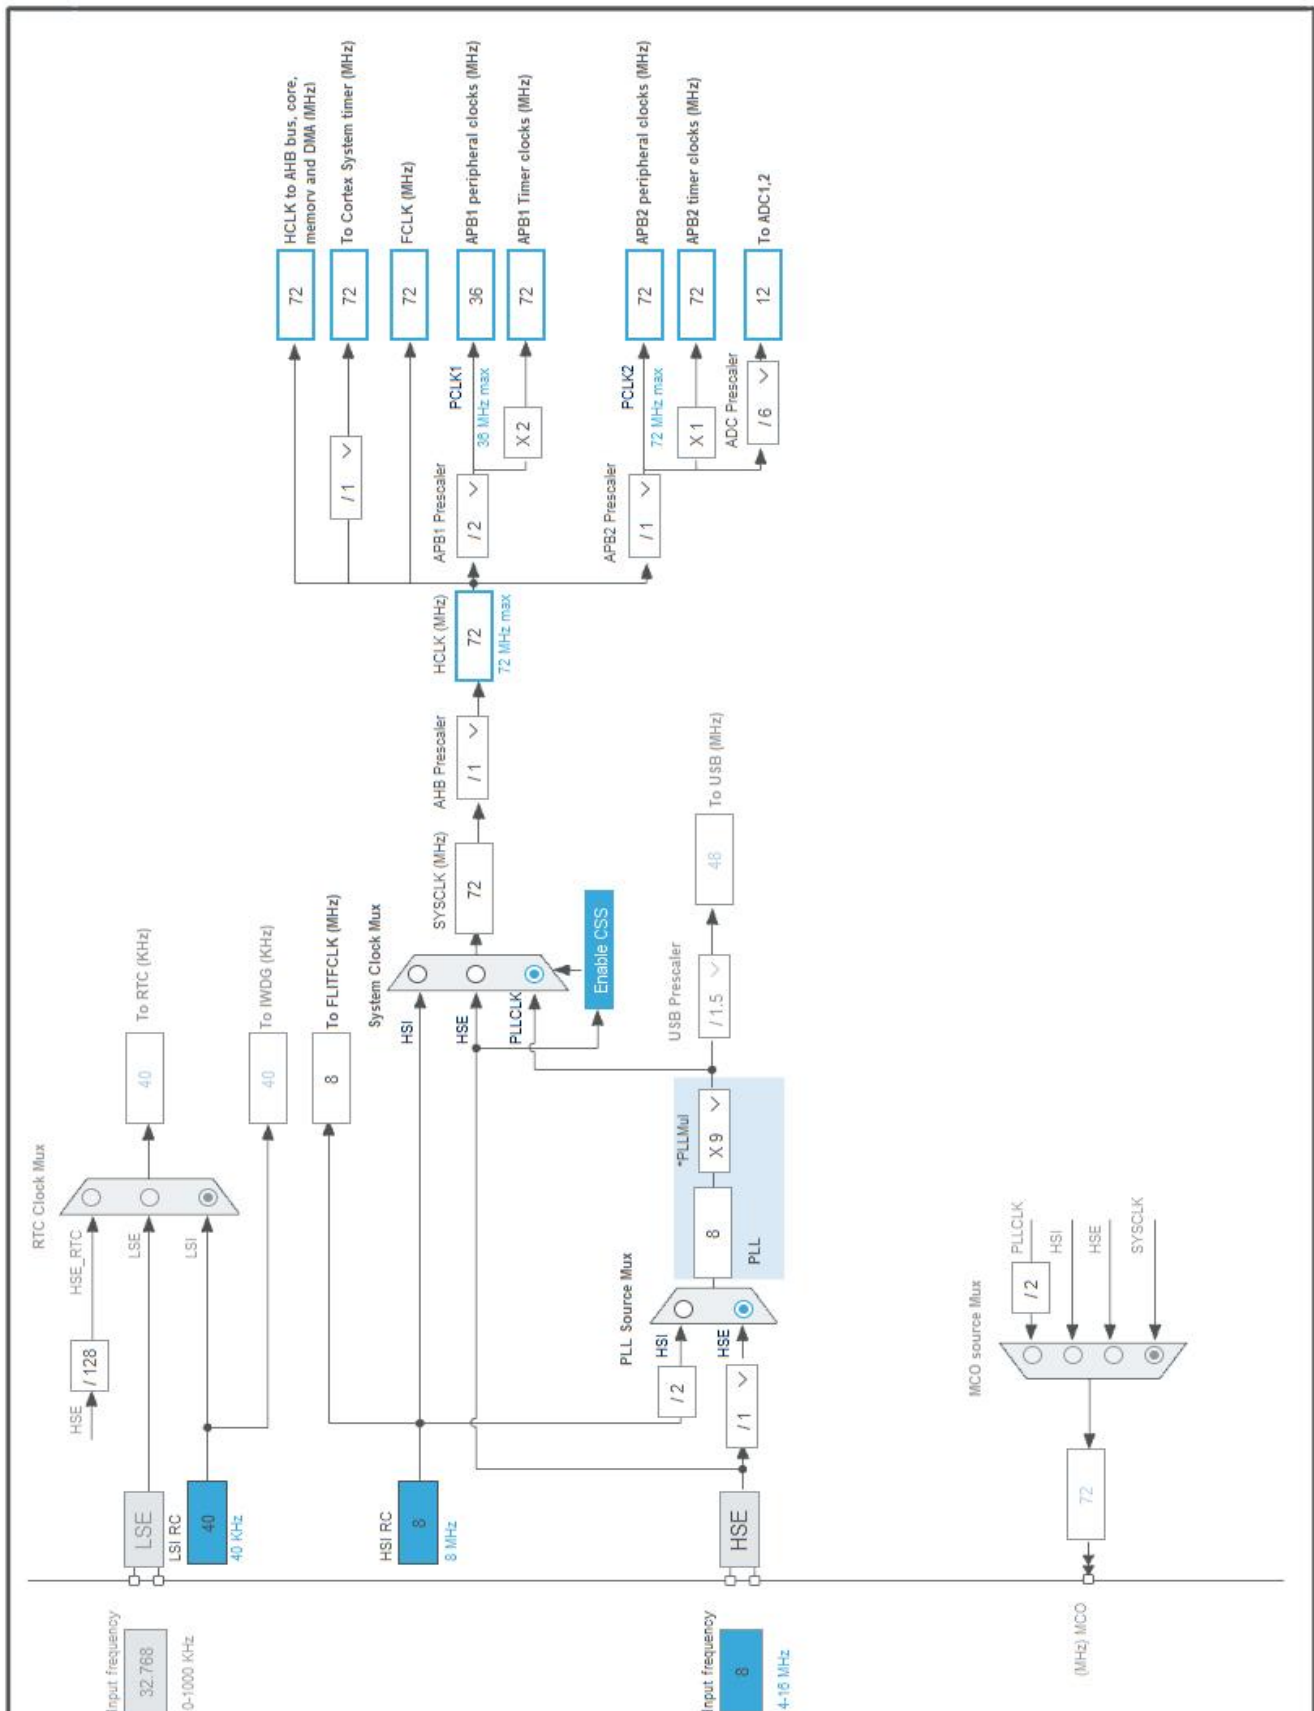 RTC Clock Mux
HSE
/ 128
HSE_RTC
LSE
LSI
To RTC (KHz)
40
Input frequency
32.768
0-1000 KHz
LSE
LSI RC
40
40 KHz
40
To IWDG (KHz)
8
To FLITFCLK (MHz)
HSI RC
8
8 MHz
System Clock Mux
HSI
HSE
PLLCLK
Enable CSS
SYSCLK (MHz)
72
AHB Prescaler
/ 1
HCLK (MHz)
72
72 MHz max
72
HCLK to AHB bus, core,
memory and DMA (MHz)
/ 1
72
To Cortex System timer (MHz)
72
FCLK (MHz)
APB1 Prescaler
/ 2
PCLK1
36 MHz max
36
APB1 peripheral clocks (MHz)
X 2
72
APB1 Timer clocks (MHz)
APB2 Prescaler
/ 1
PCLK2
72 MHz max
72
APB2 peripheral clocks (MHz)
X 1
72
APB2 timer clocks (MHz)
ADC Prescaler
/ 6
12
To ADC1,2
PLL Source Mux
/ 2
HSI
HSE
Input frequency
8
4-16 MHz
HSE
/ 1
8
*PLLMul
X 9
PLL
USB Prescaler
/ 1.5
48
To USB (MHz)
MCO source Mux
/ 2
PLLCLK
HSI
HSE
SYSCLK
72
(MHz) MCO